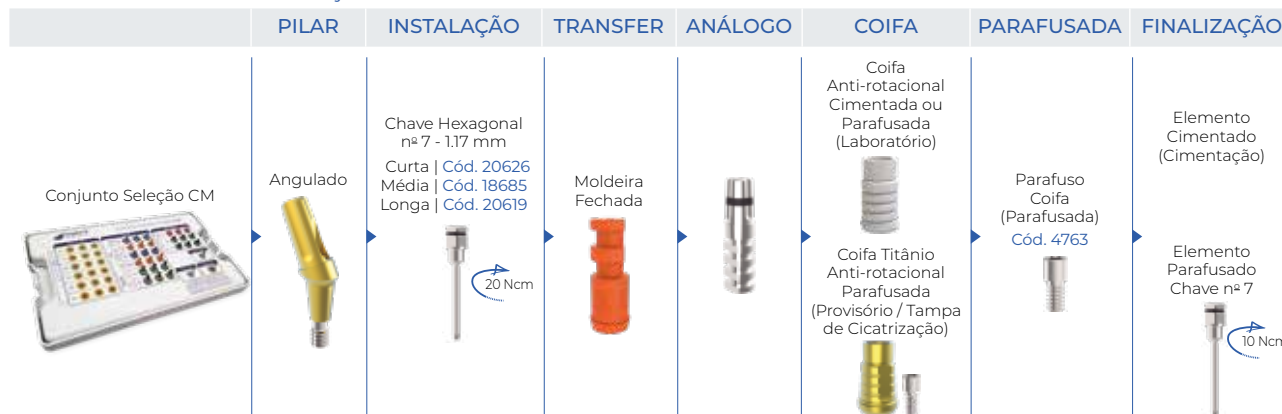 PILAR
INSTALAÇÃO
TRANSFER
ANÁLOGO
COIFA
PARAFUSADA
FINALIZAÇÃO
Conjunto Seleção CM
Angulado
Chave Hexagonal
nº 7 - 1.17 mm
Curta | Cód. 20626
Média | Cód. 18685
Longa | Cód. 20619
20 Ncm
Moldeira
Fechada
Coifa
Anti-rotacional
Cimentada ou
Parafusada
(Laboratório)
Coifa Titânio
Anti-rotacional
Parafusada
(Provisório / Tampa
de Cicatrização)
Parafuso
Coifa
(Parafusada)
Cód. 4763
Elemento
Cimentado
(Cimentação)
Elemento
Parafusado
Chave nº 7
10 Ncm